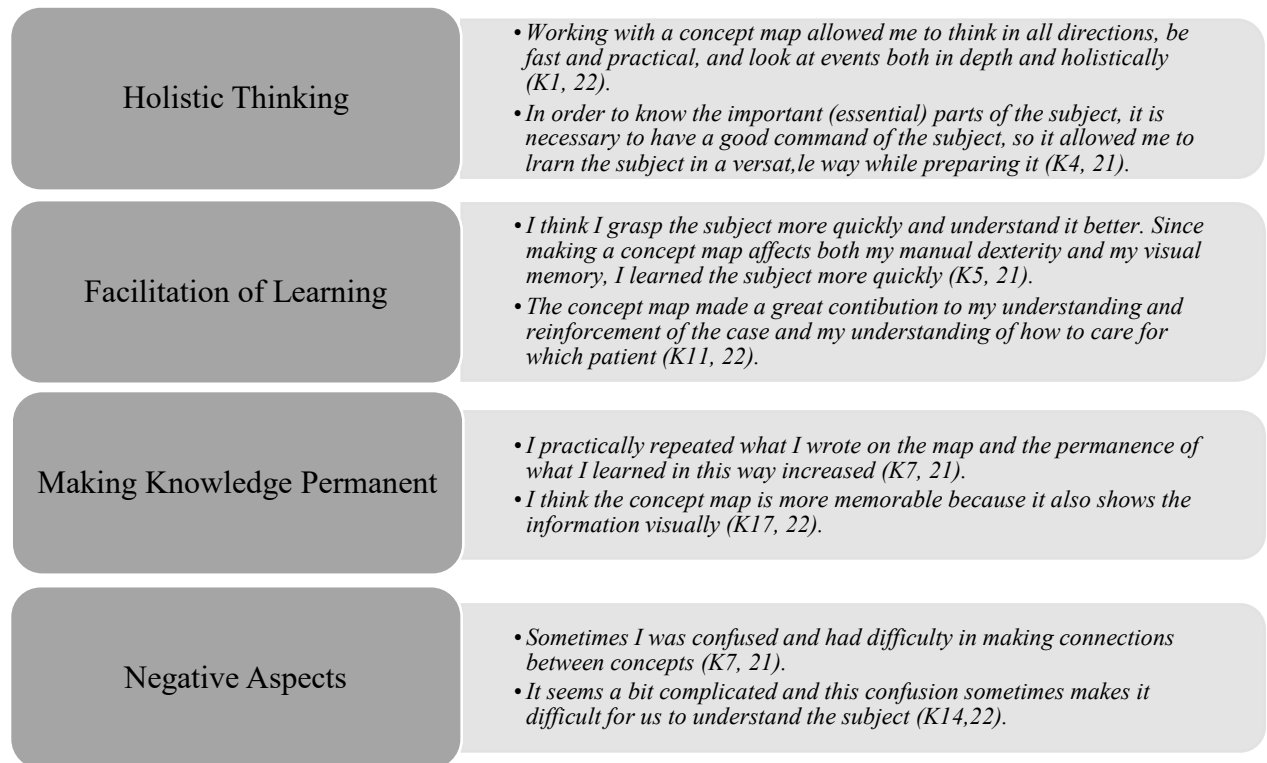 Holistic Thinking
• Working with a concept map allowed me to think in all directions, be
fast and practical, and look at events both in depth and holistically
(K1, 22).
• In order to know the important (essential) parts of the subject, it is
necessary to have a good command of the subject, so it allowed me to
lrarn the subject in a versat,le way while preparing it (K4, 21).
Facilitation of Learning
• I think I grasp the subject more quickly and understand it better. Since
making a concept map affects both my manual dexterity and my visual
memory, I learned the subject more quickly (K5, 21).
• The concept map made a great contibution to my understanding and
reinforcement of the case and my understanding of how to care for
which patient (K11, 22).
Making Knowledge Permanent
• I practically repeated what I wrote on the map and the permanence of
what I learned in this way increased (K7, 21).
• I think the concept map is more memorable because it also shows the
information visually (K17, 22).
Negative Aspects
• Sometimes I was confused and had difficulty in making connections
between concepts (K7, 21).
• It seems a bit complicated and this confusion sometimes makes it
difficult for us to understand the subject (K14,22).